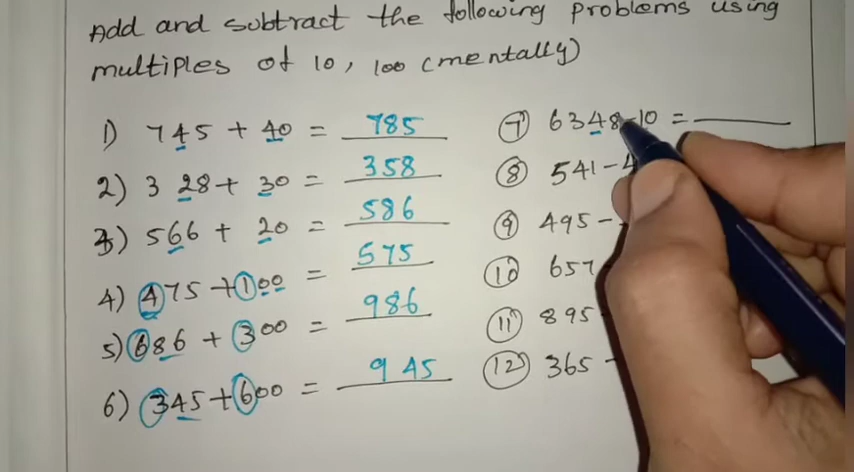 Add and subtract the following problems using
multiples of 10, 100 (mentally)
1) 745 + 40 = 785
2) 328 + 30 = 358
3) 566 + 20 = 586
4) 475 + 100 = 575
5) 686 + 300 = 986
6) 345 + 600 = 945
7 6348 - 10 =
8 541 - 4
9 495 -
10 657
11 895
12 365 -